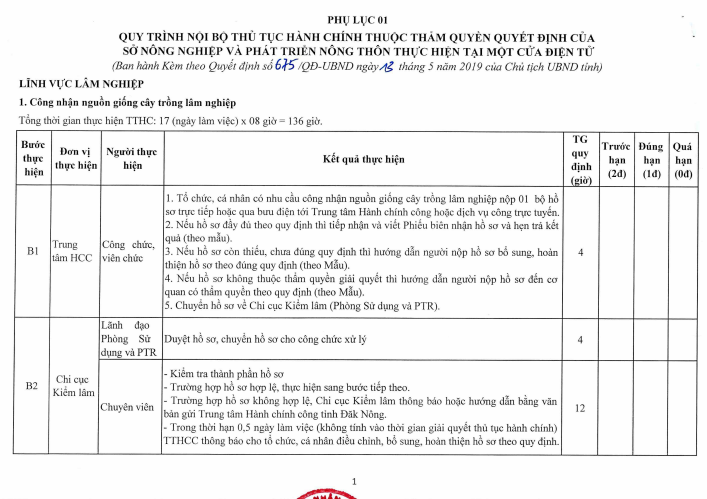 PHỤ LỤC 01
QUY TRÌNH NỘI BỘ THỦ TỤC HÀNH CHÍNH THUỘC THẨM QUYỀN QUYẾT ĐỊNH CỦA
SỞ NÔNG NGHIỆP VÀ PHÁT TRIỂN NÔNG THÔN THỰC HIỆN TẠI MỘT CỬA ĐIỆN TỬ
(Ban hành Kèm theo Quyết định số 675 /QĐ-UBND ngày 13 tháng 5 năm 2019 của Chủ tịch UBND tỉnh)
LĨNH VỰC LÂM NGHIỆP
1. Công nhận nguồn giống cây trồng lâm nghiệp
Tổng thời gian thực hiện TTHC: 17 (ngày làm việc) x 08 giờ = 136 giờ.
Bước
thực
hiện
Đơn vị
thực hiện
Người thực
hiện
Kết quả thực hiện
TG
quy
định
(giờ)
Trước
hạn
(2đ)
Đúng
hạn
(1đ)
Quá
hạn
(0đ)
B1
Trung
tâm HCC
Công chức,
viên chức
1. Tổ chức, cá nhân có nhu cầu công nhận nguồn giống cây trồng lâm nghiệp nộp 01 bộ hồ
sơ trực tiếp hoặc qua bưu điện tới Trung tâm Hành chính công hoặc dịch vụ công trực tuyến.
2. Nếu hồ sơ đầy đủ theo quy định thì tiếp nhận và viết Phiếu biên nhận hồ sơ và hẹn trả kết
quả (theo mẫu).
3. Nếu hồ sơ còn thiếu, chưa đúng quy định thì hướng dẫn người nộp hồ sơ bổ sung, hoàn
thiện hồ sơ theo đúng quy định (theo Mẫu).
4. Nếu hồ sơ không thuộc thẩm quyền giải quyết thì hướng dẫn người nộp hồ sơ đến cơ
quan có thẩm quyền theo quy định (theo Mẫu).
5. Chuyển hồ sơ về Chi cục Kiểm lâm (Phòng Sử dụng và PTR).
4
B2
Chi cục
Kiểm lâm
Lãnh đạo
Phòng Sử
dụng và PTR
Duyệt hồ sơ, chuyển hồ sơ cho công chức xử lý
4
Chuyên viên
- Kiểm tra thành phần hồ sơ
- Trường hợp hồ sơ hợp lệ, thực hiện sang bước tiếp theo.
- Trường hợp hồ sơ không hợp lệ, Chi cục Kiểm lâm thông báo hoặc hướng dẫn bằng văn
bản gửi Trung tâm Hành chính công tỉnh Đăk Nông.
- Trong thời hạn 0,5 ngày làm việc (không tính vào thời gian giải quyết thủ tục hành chính)
TTHCC thông báo cho tổ chức, cá nhân điều chỉnh, bổ sung, hoàn thiện hồ sơ theo quy định.
12
1